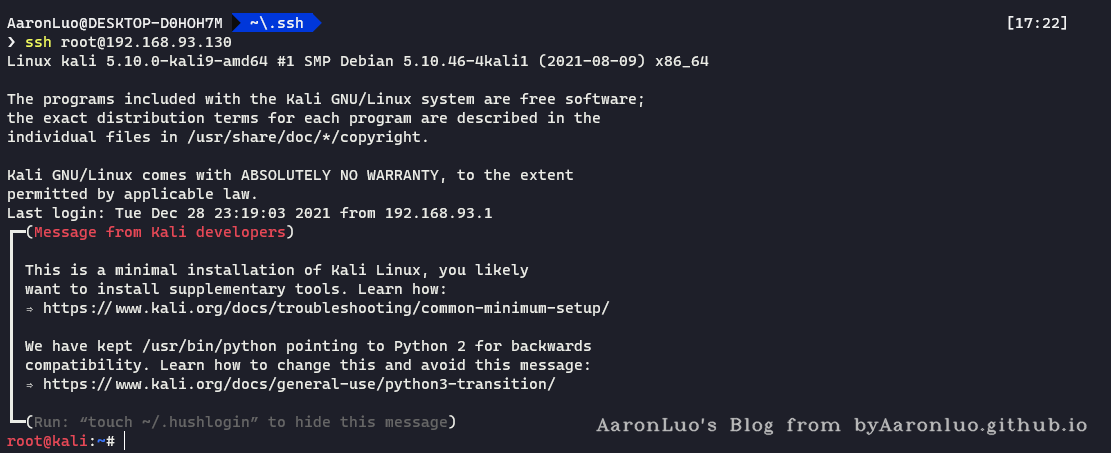 AaronLuo@DESKTOP-D0HOH7M ~\.ssh [17:22]
❯ ssh root@192.168.93.130
Linux kali 5.10.0-kali9-amd64 #1 SMP Debian 5.10.46-4kali1 (2021-08-09) x86_64
The programs included with the Kali GNU/Linux system are free software;
the exact distribution terms for each program are described in the
individual files in /usr/share/doc/*/copyright.
Kali GNU/Linux comes with ABSOLUTELY NO WARRANTY, to the extent
permitted by applicable law.
Last login: Tue Dec 28 23:19:03 2021 from 192.168.93.1
(Message from Kali developers)
This is a minimal installation of Kali Linux, you likely
want to install supplementary tools. Learn how:
⇒ https://www.kali.org/docs/troubleshooting/common-minimum-setup/
We have kept /usr/bin/python pointing to Python 2 for backwards
compatibility. Learn how to change this and avoid this message:
⇒ https://www.kali.org/docs/general-use/python3-transition/
(Run: “touch ~/.hushlogin” to hide this message)
root@kali:~#
AaronLuo's Blog from byAaronluo.github.io